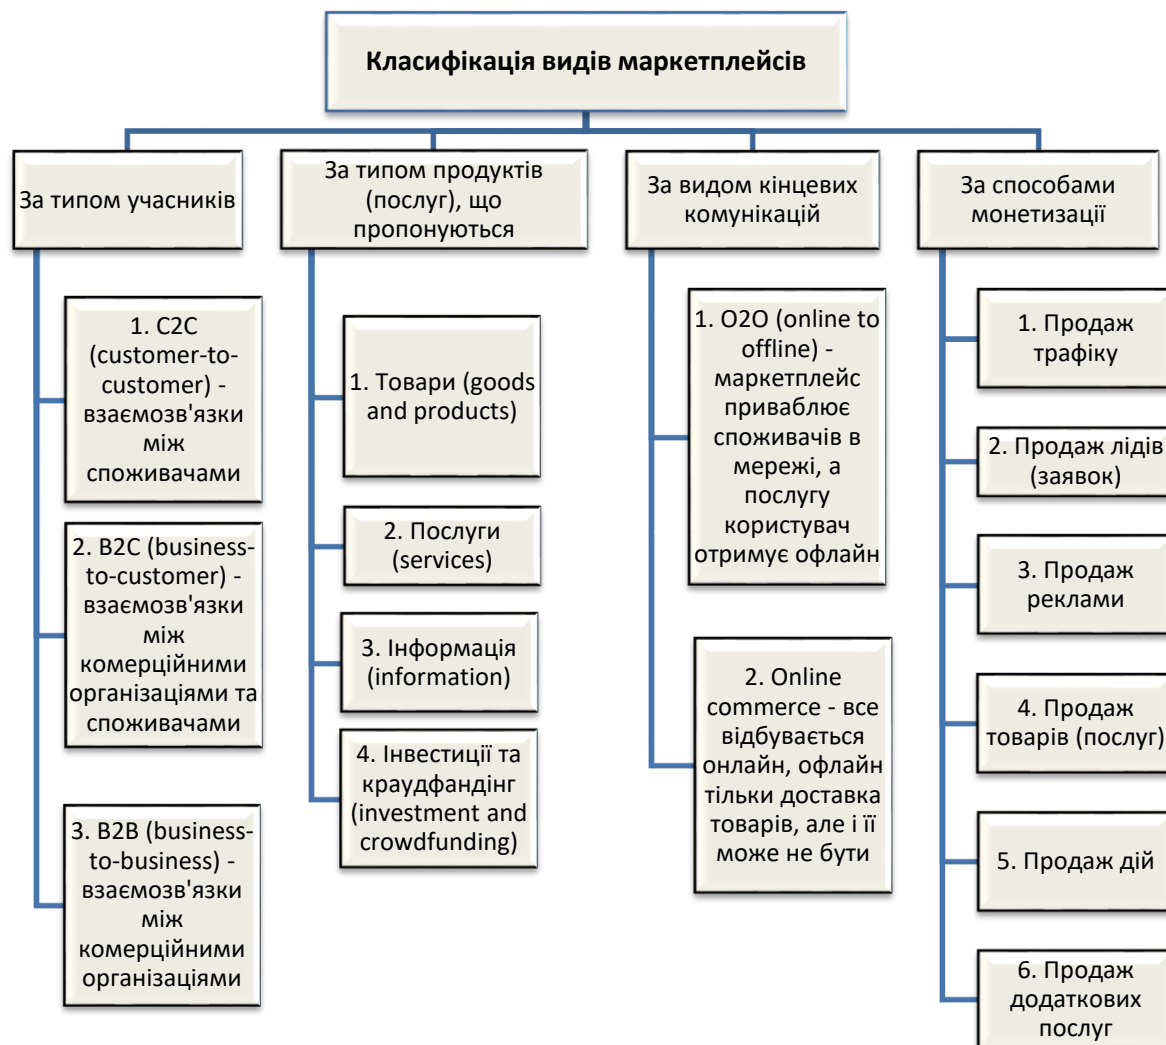 Класифікація видів маркетплейсів
За типом учасників
1. C2C
(customer-to-
customer) -
взаємозв'язки
між
споживачами
2. B2C (business-
to-customer) -
взаємозв'язки
між
комерційними
організаціями та
споживачами
3. B2B (business-
to-business) -
взаємозв'язки
між
комерційними
організаціями
За типом продуктів
(послуг), що
пропонуються
1. Товари (goods
and products)
2. Послуги
(services)
3. Інформація
(information)
4. Інвестиції та
краудфандінг
(investment and
crowdfunding)
За видом кінцевих
комунікацій
1. O2O (online to
offline) -
маркетплейс
приваблює
споживачів в
мережі, а
послугу
користувач
отримує офлайн
2. Online
commerce - все
відбувається
онлайн, офлайн
тільки доставка
товарів, але і її
може не бути
За способами
монетизації
1. Продаж
трафіку
2. Продаж лідів
(заявок)
3. Продаж
реклами
4. Продаж
товарів (послуг)
5. Продаж дій
6. Продаж
додаткових
послуг